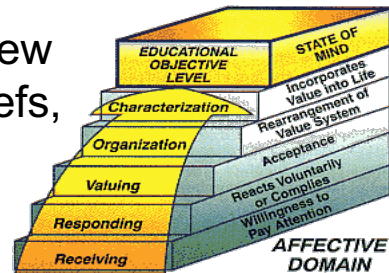 ew
efs,
EDUCATIONAL
OBJECTIVE
LEVEL
STATE OF
MIND
Characterization
Incorporates
Value into Life
Organization
Rearrangement of
Value System
Valuing
Acceptance
Responding
Reacts Voluntarily
or Complies
Receiving
Willingness to
Pay Attention
AFFECTIVE
DOMAIN